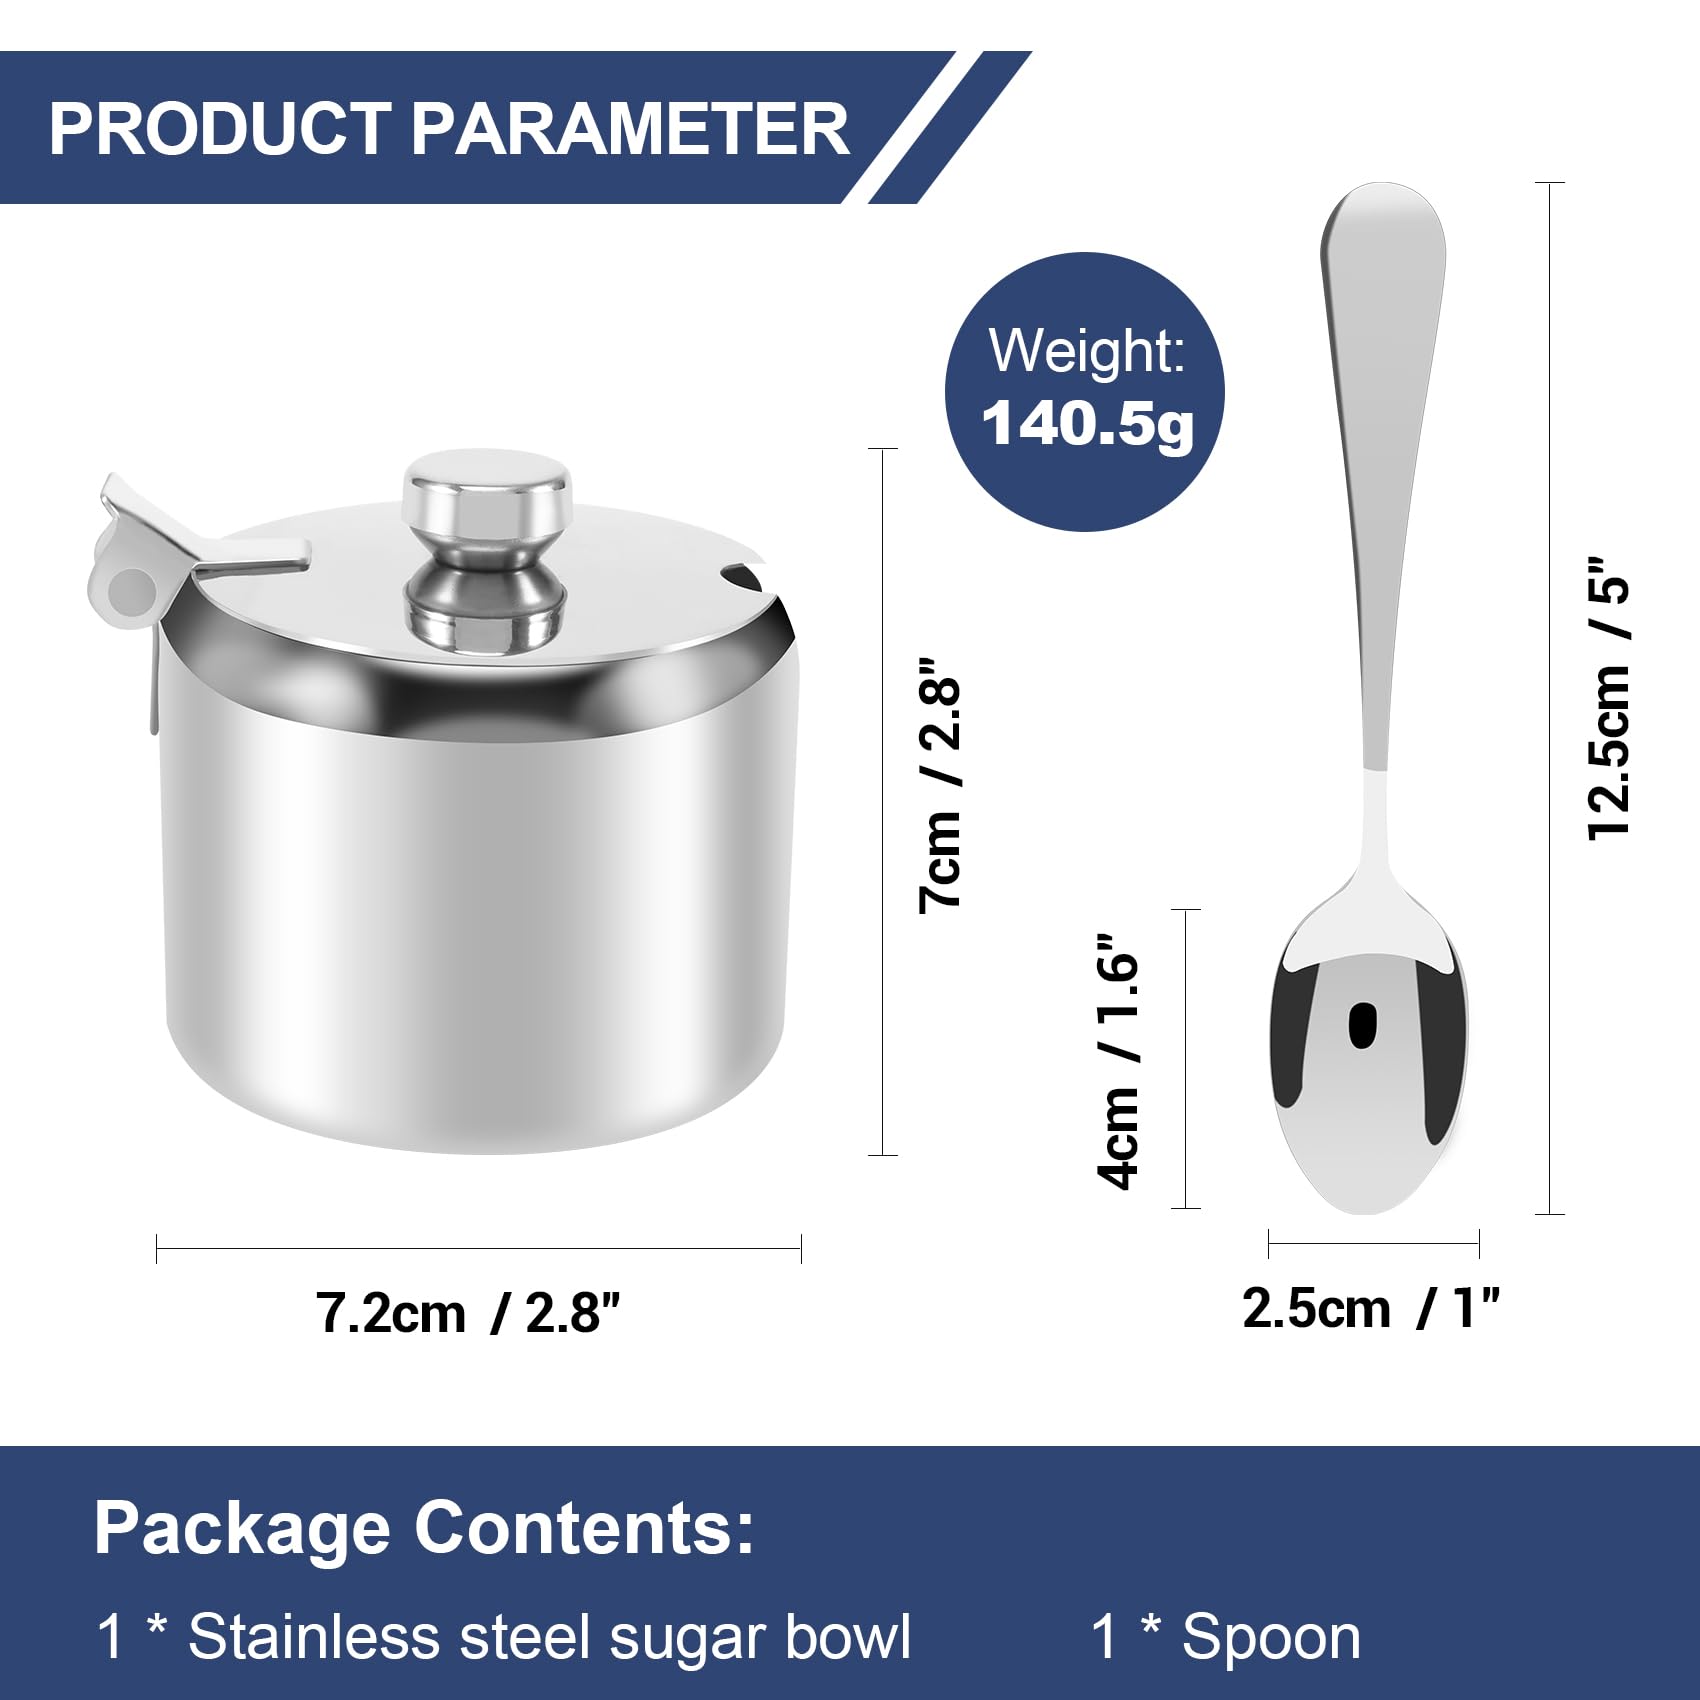 PRODUCT PARAMETER
Weight:
140.5g
7cm / 2.8"
12.5cm / 5"
4cm / 1.6"
7.2cm / 2.8"
2.5cm / 1"
Package Contents:
1 * Stainless steel sugar bowl
1 * Spoon